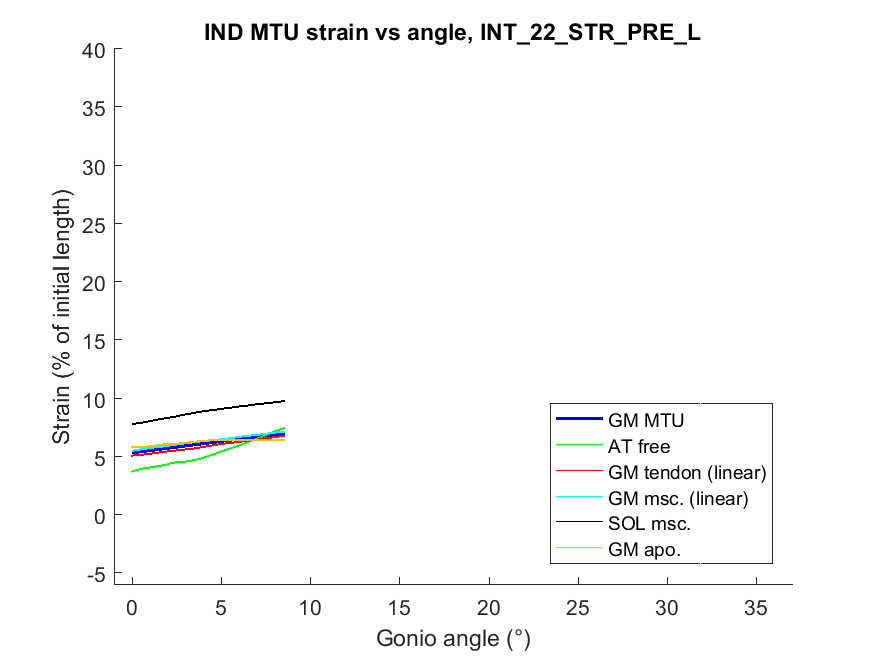 IND MTU strain vs angle, INT_22_STR_PRE_L
40
35
30
25
20
15
10
5
0
-5
Strain (% of initial length)
0 5 10 15 20 25 30 35
Gonio angle (°)
GM MTU
AT free
GM tendon (linear)
GM msc. (linear)
SOL msc.
GM apo.